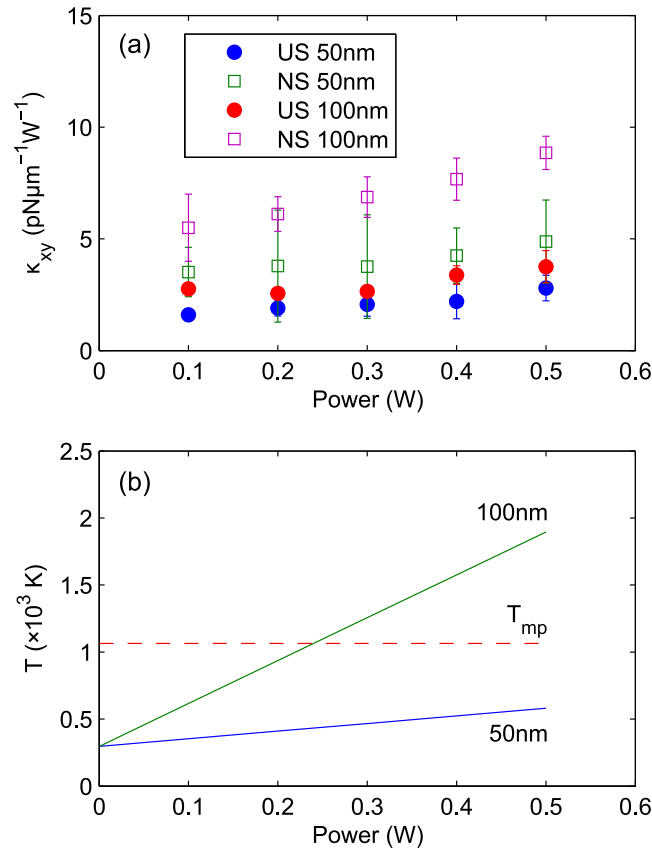 (a)
US 50nm
NS 50nm
US 100nm
NS 100nm
15
10
5
0
κxy (pNμm⁻¹W⁻¹)
0 0.1 0.2 0.3 0.4 0.5 0.6
Power (W)
(b)
100nm
Tmp
50nm
2.5
2
1.5
1
0.5
0
T (×10³ K)
0 0.1 0.2 0.3 0.4 0.5 0.6
Power (W)